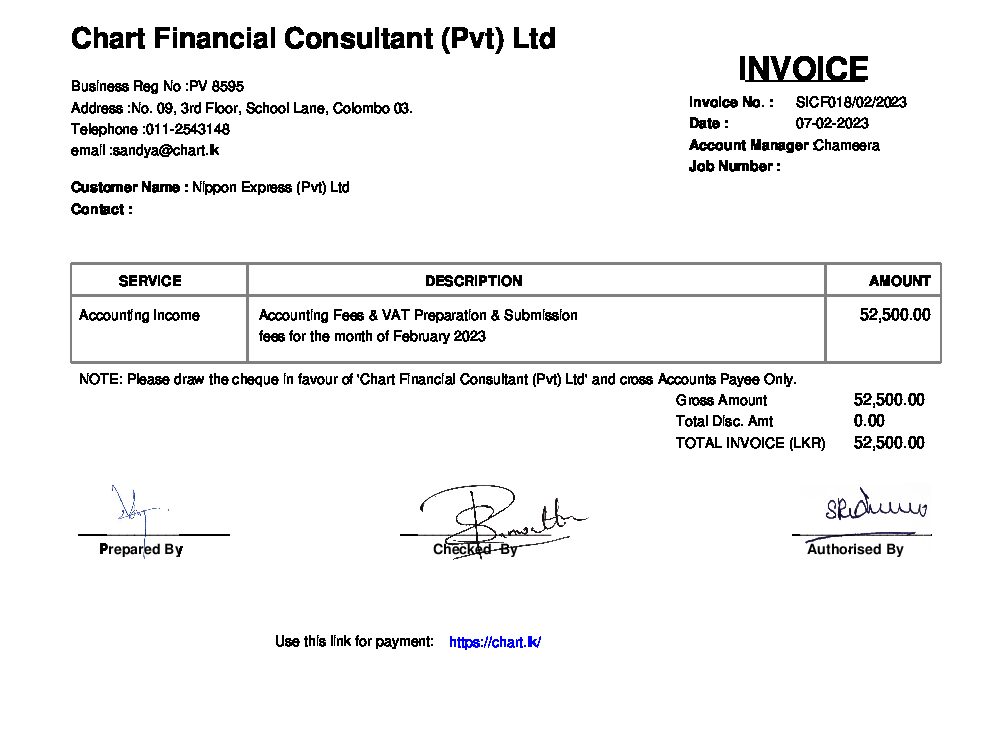 Chart Financial Consultant (Pvt) Ltd
INVOICE
Business Reg No :PV 8595
Address :No. 09, 3rd Floor, School Lane, Colombo 03.
Telephone :011-2543148
email :sandya@chart.lk
Invoice No. : SICF018/02/2023
Date : 07-02-2023
Account Manager :Chameera
Job Number :
Customer Name : Nippon Express (Pvt) Ltd
Contact :
SERVICE DESCRIPTION AMOUNT
Accounting Income Accounting Fees & VAT Preparation & Submission 52,500.00
fees for the month of February 2023
NOTE: Please draw the cheque in favour of 'Chart Financial Consultant (Pvt) Ltd' and cross Accounts Payee Only.
Gross Amount 52,500.00
Total Disc. Amt 0.00
TOTAL INVOICE (LKR) 52,500.00
Prepared By Checked By Authorised By
Use this link for payment: https://chart.lk/